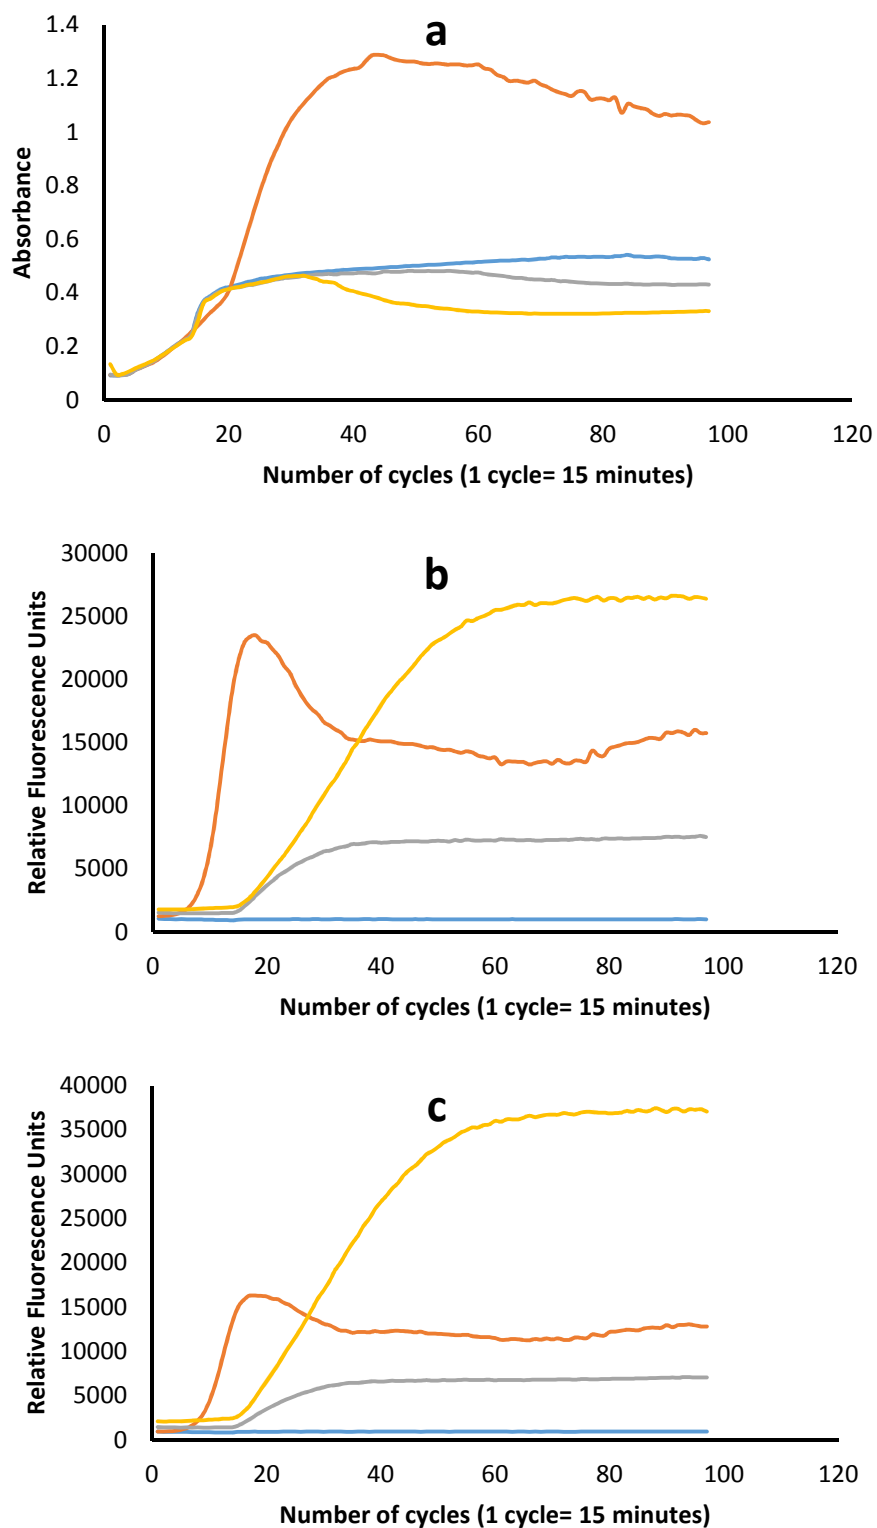 a
1.4
1.2
1
0.8
0.6
0.4
0.2
0
Absorbance
0 20 40 60 80 100 120
Number of cycles (1 cycle= 15 minutes)
b
30000
25000
20000
15000
10000
5000
0
Relative Fluorescence Units
0 20 40 60 80 100 120
Number of cycles (1 cycle= 15 minutes)
c
40000
35000
30000
25000
20000
15000
10000
5000
0
Relative Fluorescence Units
0 20 40 60 80 100 120
Number of cycles (1 cycle= 15 minutes)